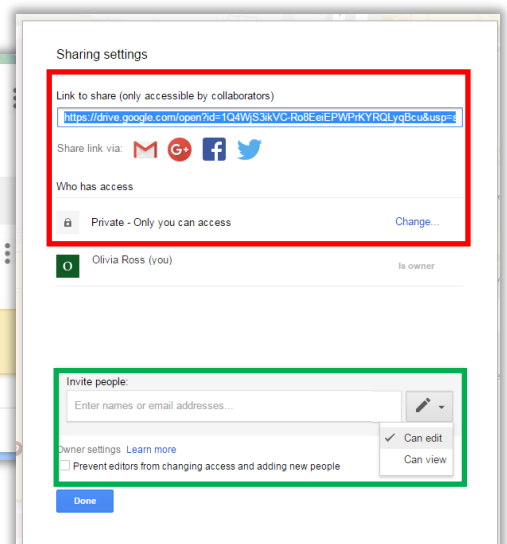 Sharing settings
Link to share (only accessible by collaborators)
https://drive.google.com/open?id=1Q4WjS3ikVC-Ro8EeiEPWPrKYRQLyqBcu&usp=s
Share link via:
Who has access
Private - Only you can access Change...
O Olivia Ross (you) Is owner
Invite people:
Enter names or email addresses...
Can edit
Owner settings Learn more
Can view
Prevent editors from changing access and adding new people
Done